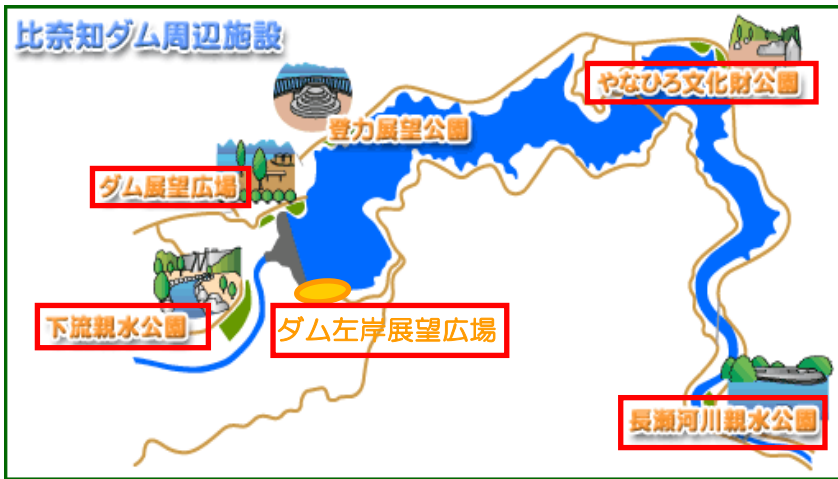 比奈知ダム周辺施設
やなひろ文化財公園
登力展望公園
ダム展望広場
下流親水公園
ダム左岸展望広場
長瀬河川親水公園